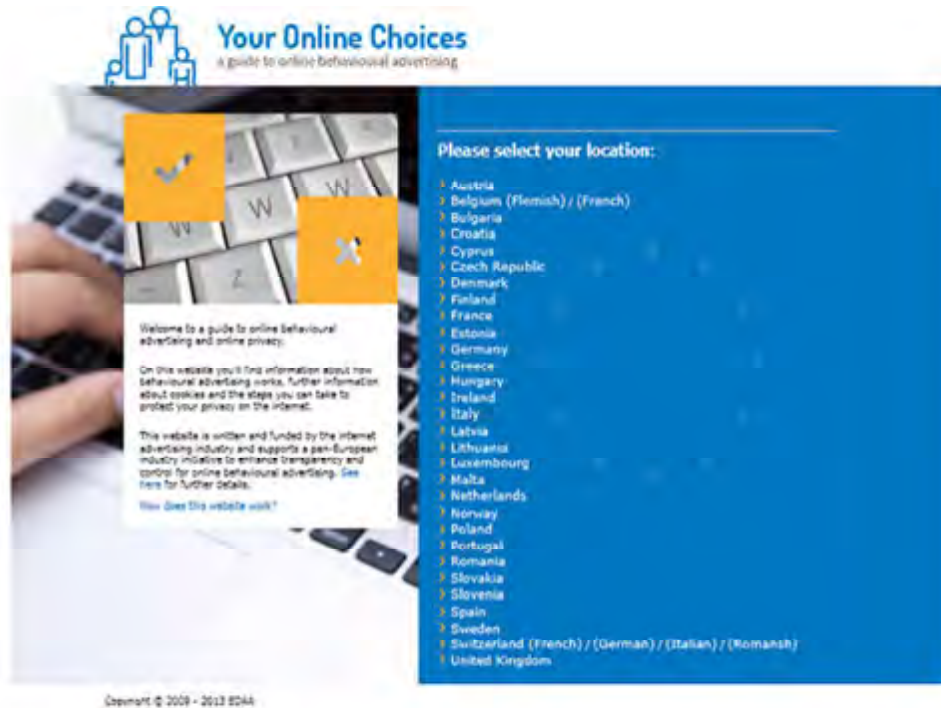 Your Online Choices
a guide to online behavioural advertising
Please select your location:
Austria
Belgium (Flemish) / (French)
Bulgaria
Croatia
Cyprus
Czech Republic
Denmark
Finland
France
Estonia
Germany
Greece
Hungary
Ireland
Italy
Latvia
Lithuania
Luxembourg
Malta
Netherlands
Norway
Poland
Portugal
Romania
Slovakia
Slovenia
Spain
Sweden
Switzerland (French) / (German) / (Italian) / (Romansh)
United Kingdom
W W W
Z
Welcome to a guide to online behavioural
advertising and online privacy.
On this website you'll find information about how
behavioural advertising works, further information
about cookies and the steps you can take to
protect your privacy on the internet.
This website is written and funded by the internet
advertising industry and supports a pan-European
industry initiative to enhance transparency and
control for online behavioural advertising. See
here for further details.
How does this website work?
Copyright © 2009 - 2013 EDAA